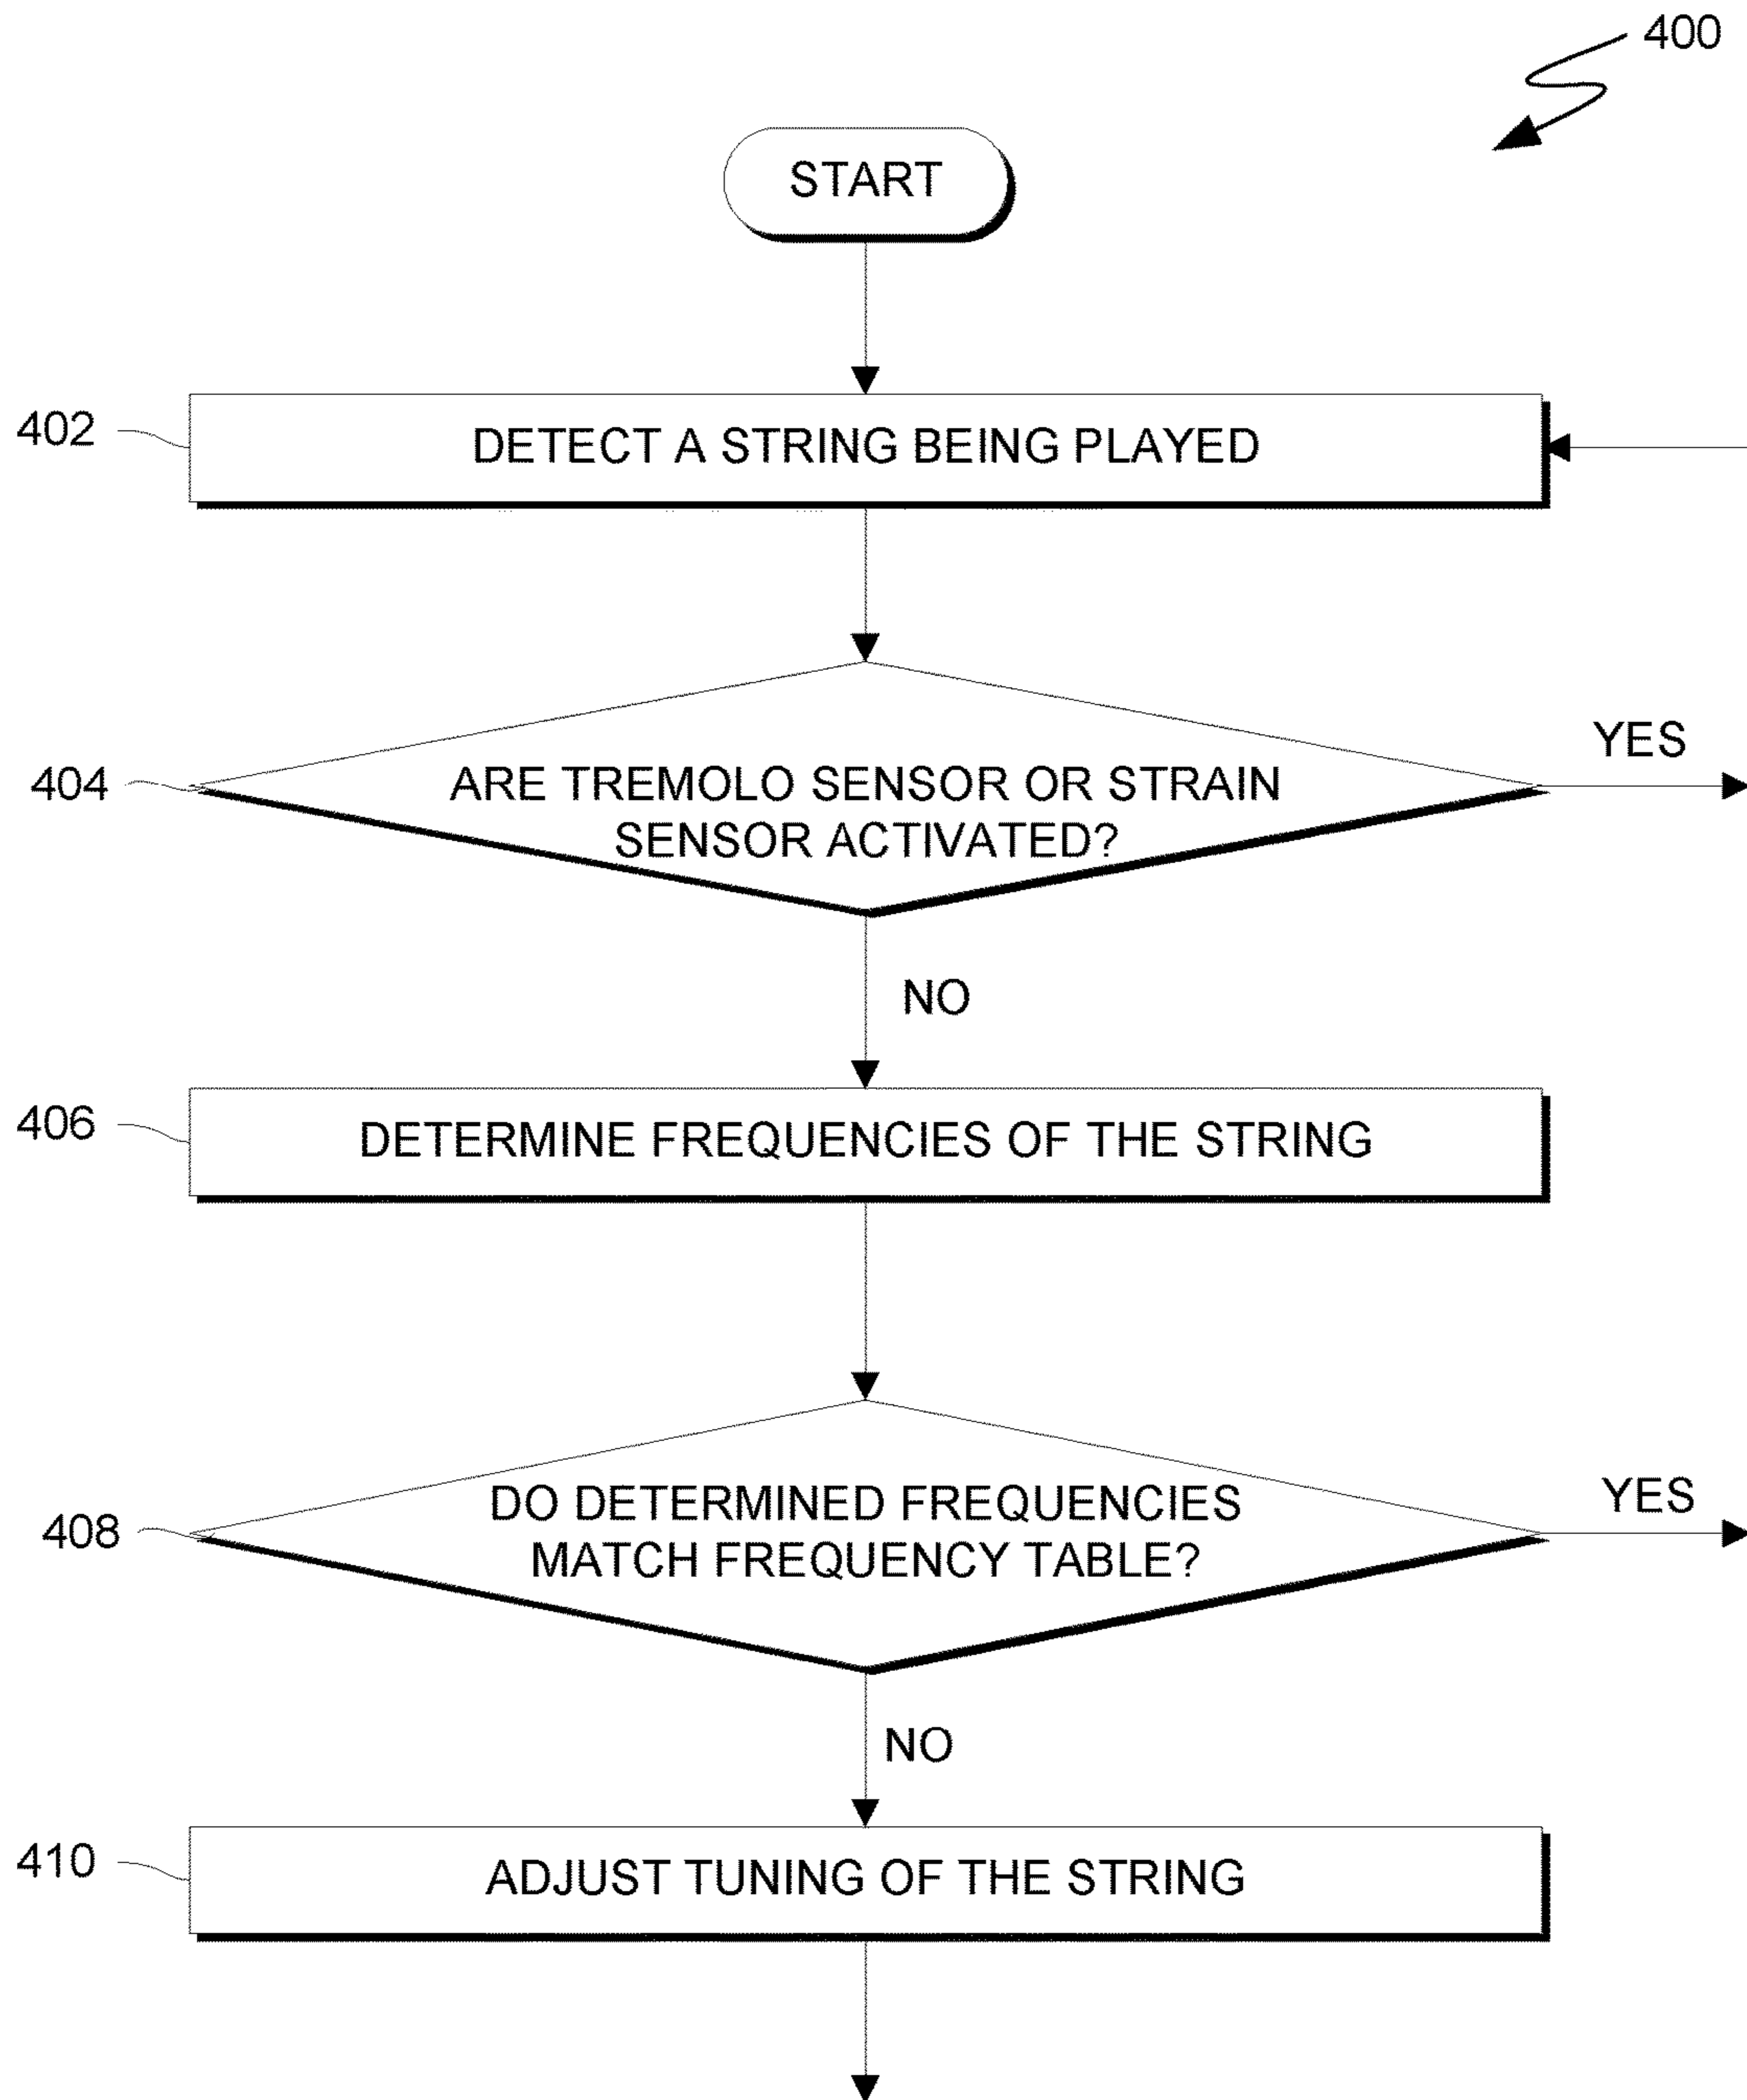 400
START
402
DETECT A STRING BEING PLAYED
YES
404
ARE TREMOLO SENSOR OR STRAIN
SENSOR ACTIVATED?
NO
406
DETERMINE FREQUENCIES OF THE STRING
DO DETERMINED FREQUENCIES
YES
408
MATCH FREQUENCY TABLE?
NO
410
ADJUST TUNING OF THE STRING